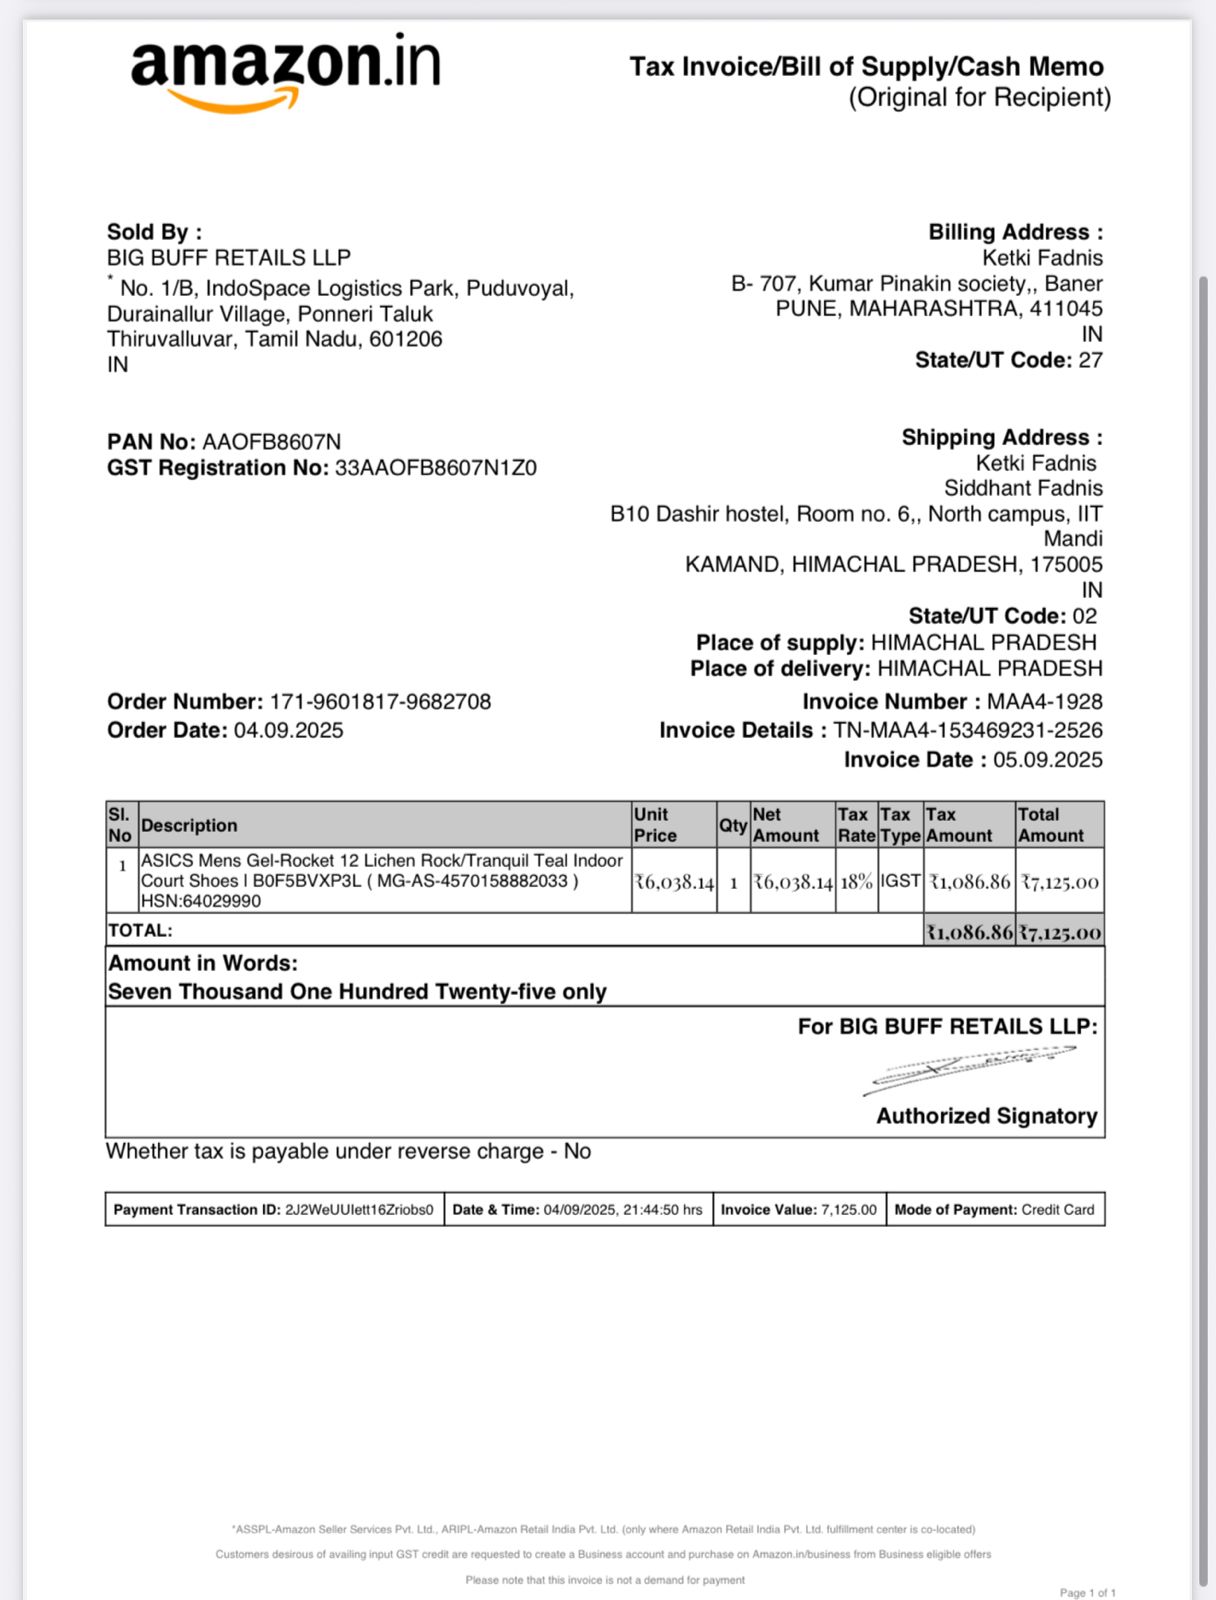 amazon.in
Tax Invoice/Bill of Supply/Cash Memo
(Original for Recipient)
Sold By :
BIG BUFF RETAILS LLP
* No. 1/B, IndoSpace Logistics Park, Puduvoyal,
Durainallur Village, Ponneri Taluk
Thiruvalluvar, Tamil Nadu, 601206
IN
Billing Address :
Ketki Fadnis
B- 707, Kumar Pinakin society,, Baner
PUNE, MAHARASHTRA, 411045
IN
State/UT Code: 27
PAN No: AAOFB8607N
GST Registration No: 33AAOFB8607N1Z0
Shipping Address :
Ketki Fadnis
Siddhant Fadnis
B10 Dashir hostel, Room no. 6,, North campus, IIT
Mandi
KAMAND, HIMACHAL PRADESH, 175005
IN
State/UT Code: 02
Place of supply: HIMACHAL PRADESH
Place of delivery: HIMACHAL PRADESH
Order Number: 171-9601817-9682708
Order Date: 04.09.2025
Invoice Number : MAA4-1928
Invoice Details : TN-MAA4-153469231-2526
Invoice Date : 05.09.2025
Sl. No Description Unit Price Qty Net Amount Tax Rate Tax Type Tax Amount Total Amount
1 ASICS Mens Gel-Rocket 12 Lichen Rock/Tranquil Teal Indoor
Court Shoes | B0F5BVXP3L ( MG-AS-4570158882033 ) ₹6,038.14 1 ₹6,038.14 18% IGST ₹1,086.86 ₹7,125.00
HSN:64029990
TOTAL: ₹1,086.86 ₹7,125.00
Amount in Words:
Seven Thousand One Hundred Twenty-five only
For BIG BUFF RETAILS LLP:
Authorized Signatory
Whether tax is payable under reverse charge - No
Payment Transaction ID: 2J2WeUUIett16Zriobs0 Date & Time: 04/09/2025, 21:44:50 hrs Invoice Value: 7,125.00 Mode of Payment: Credit Card
*ASSPL-Amazon Seller Services Pvt. Ltd., ARIPL-Amazon Retail India Pvt. Ltd. (only where Amazon Retail India Pvt. Ltd. fulfillment center is co-located)
Customers desirous of availing input GST credit are requested to create a Business account and purchase on Amazon.in/business from Business eligible offers
Please note that this invoice is not a demand for payment
Page 1 of 1